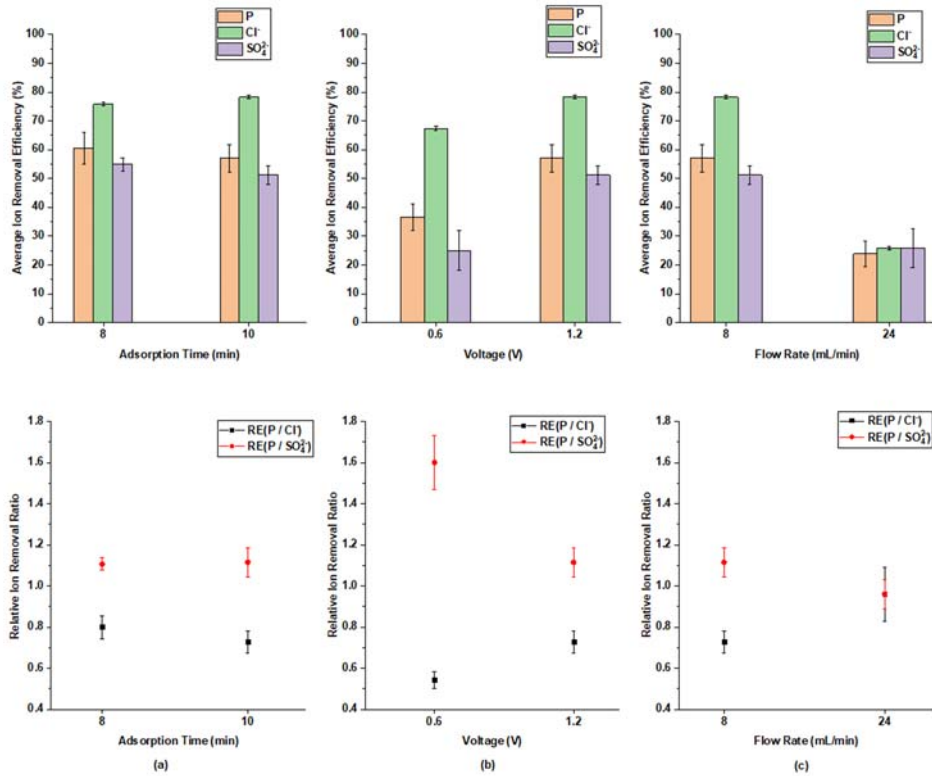 P
Cl⁻
SO₄²⁻
100
90
80
70
60
50
40
30
20
10
0
Average Ion Removal Efficiency (%)
8 10
Adsorption Time (min)
P
Cl⁻
SO₄²⁻
100
90
80
70
60
50
40
30
20
10
0
Average Ion Removal Efficiency (%)
0.6 1.2
Voltage (V)
P
Cl⁻
SO₄²⁻
100
90
80
70
60
50
40
30
20
10
0
Average Ion Removal Efficiency (%)
8 24
Flow Rate (mL/min)
RE(P / Cl⁻)
RE(P / SO₄²⁻)
1.8
1.6
1.4
1.2
1.0
0.8
0.6
0.4
Relative Ion Removal Ratio
8 10
Adsorption Time (min)
(a)
RE(P / Cl⁻)
RE(P / SO₄²⁻)
1.8
1.6
1.4
1.2
1.0
0.8
0.6
0.4
Relative Ion Removal Ratio
0.6 1.2
Voltage (V)
(b)
RE(P / Cl⁻)
RE(P / SO₄²⁻)
1.8
1.6
1.4
1.2
1.0
0.8
0.6
0.4
Relative Ion Removal Ratio
8 24
Flow Rate (mL/min)
(c)